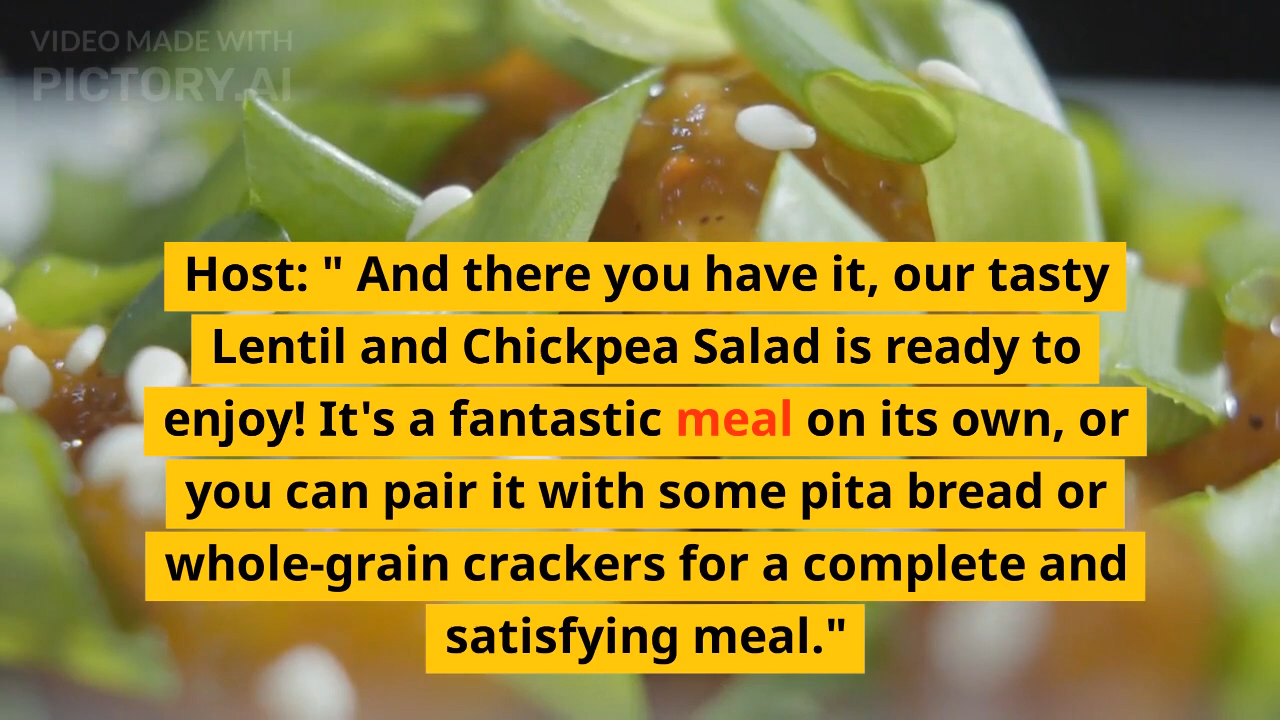 VIDEO MADE WITH
PICTORY.AI
Host: " And there you have it, our tasty
Lentil and Chickpea Salad is ready to
enjoy! It's a fantastic meal on its own, or
you can pair it with some pita bread or
whole-grain crackers for a complete and
satisfying meal."